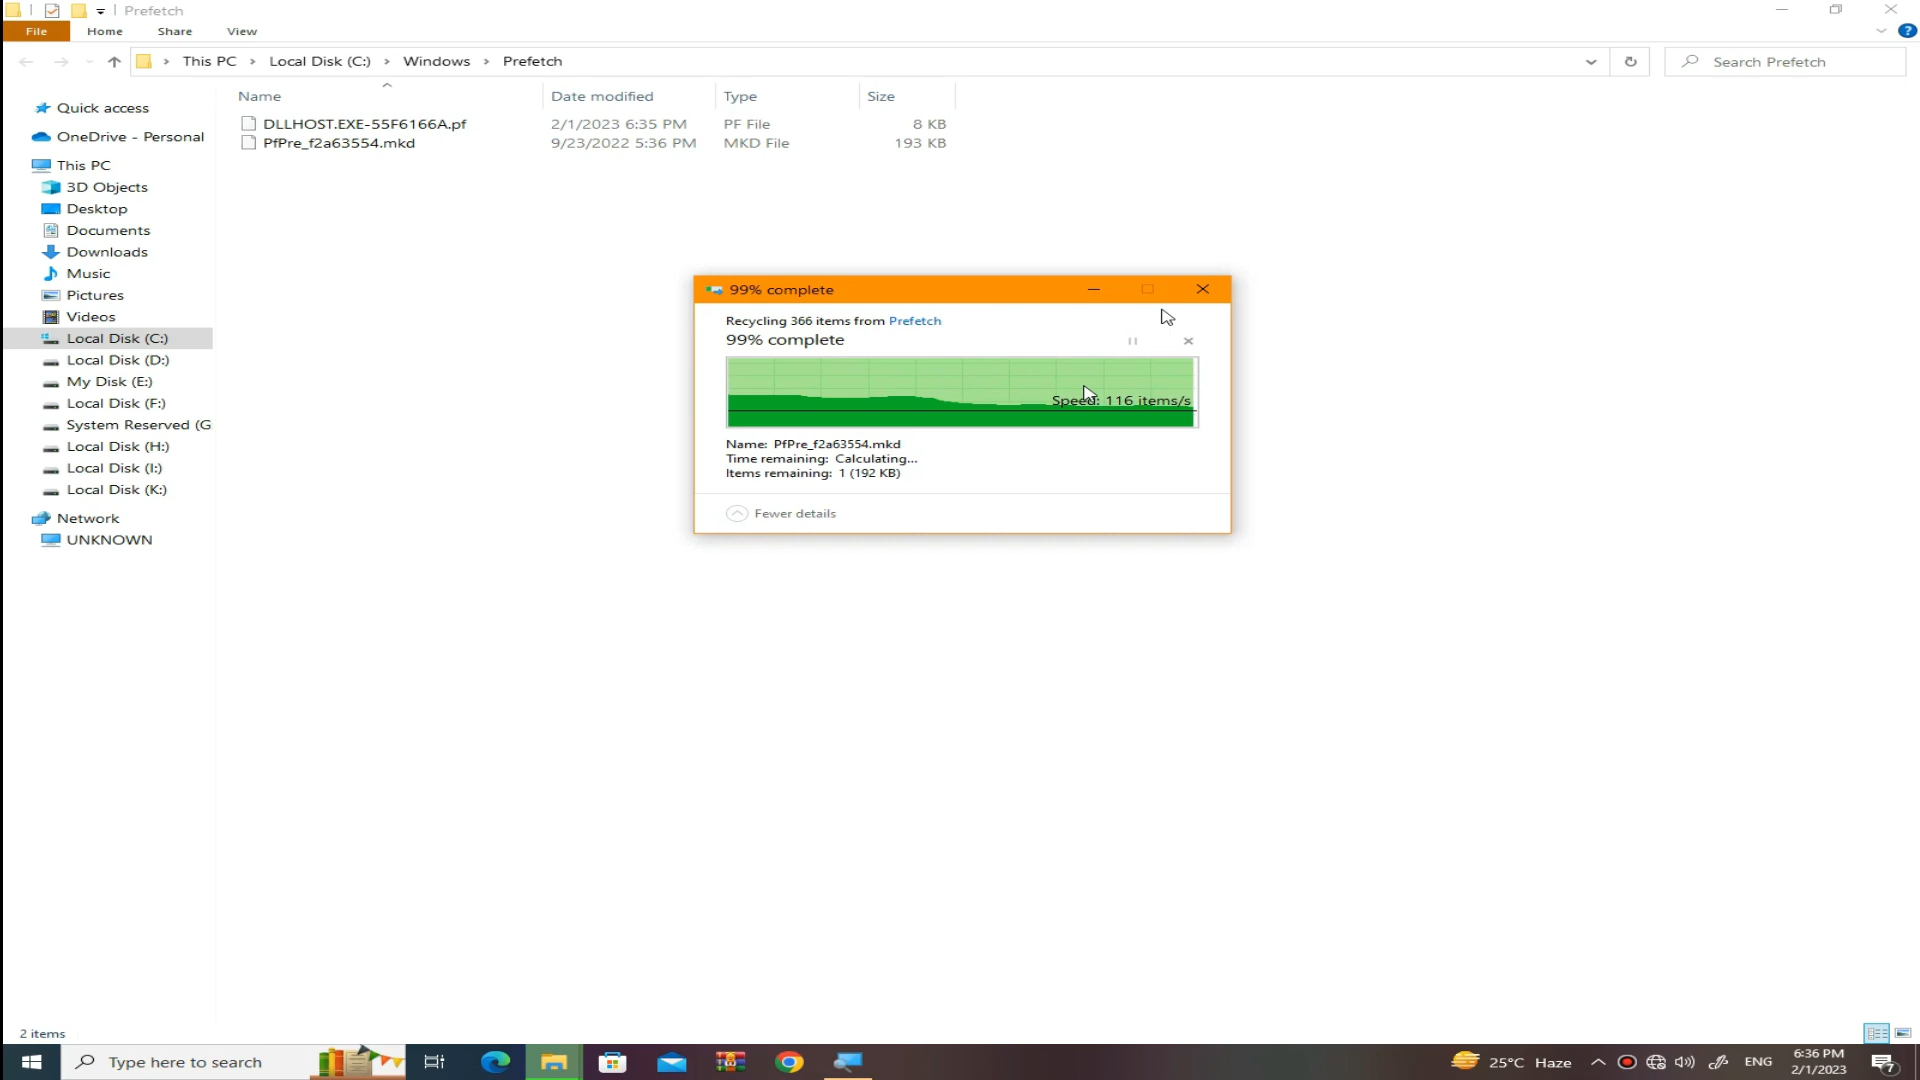 Prefetch
File Home Share View
This PC Local Disk (C:) Windows Prefetch
Search Prefetch
Name Date modified Type Size
DLLHOST.EXE-55F6166A.pf 2/1/2023 6:35 PM PF File 8 KB
PfPre_f2a63554.mkd 9/23/2022 5:36 PM MKD File 193 KB
Quick access
OneDrive - Personal
This PC
3D Objects
Desktop
Documents
Downloads
Music
Pictures
Videos
Local Disk (C:)
Local Disk (D:)
My Disk (E:)
Local Disk (F:)
System Reserved (G
Local Disk (H:)
Local Disk (I:)
Local Disk (K:)
Network
UNKNOWN
99% complete
Recycling 366 items from Prefetch
99% complete
Speed: 116 items/s
Name: PfPre_f2a63554.mkd
Time remaining: Calculating...
Items remaining: 1 (192 KB)
Fewer details
2 items
Type here to search
25°C Haze
ENG
6:36 PM
2/1/2023
7